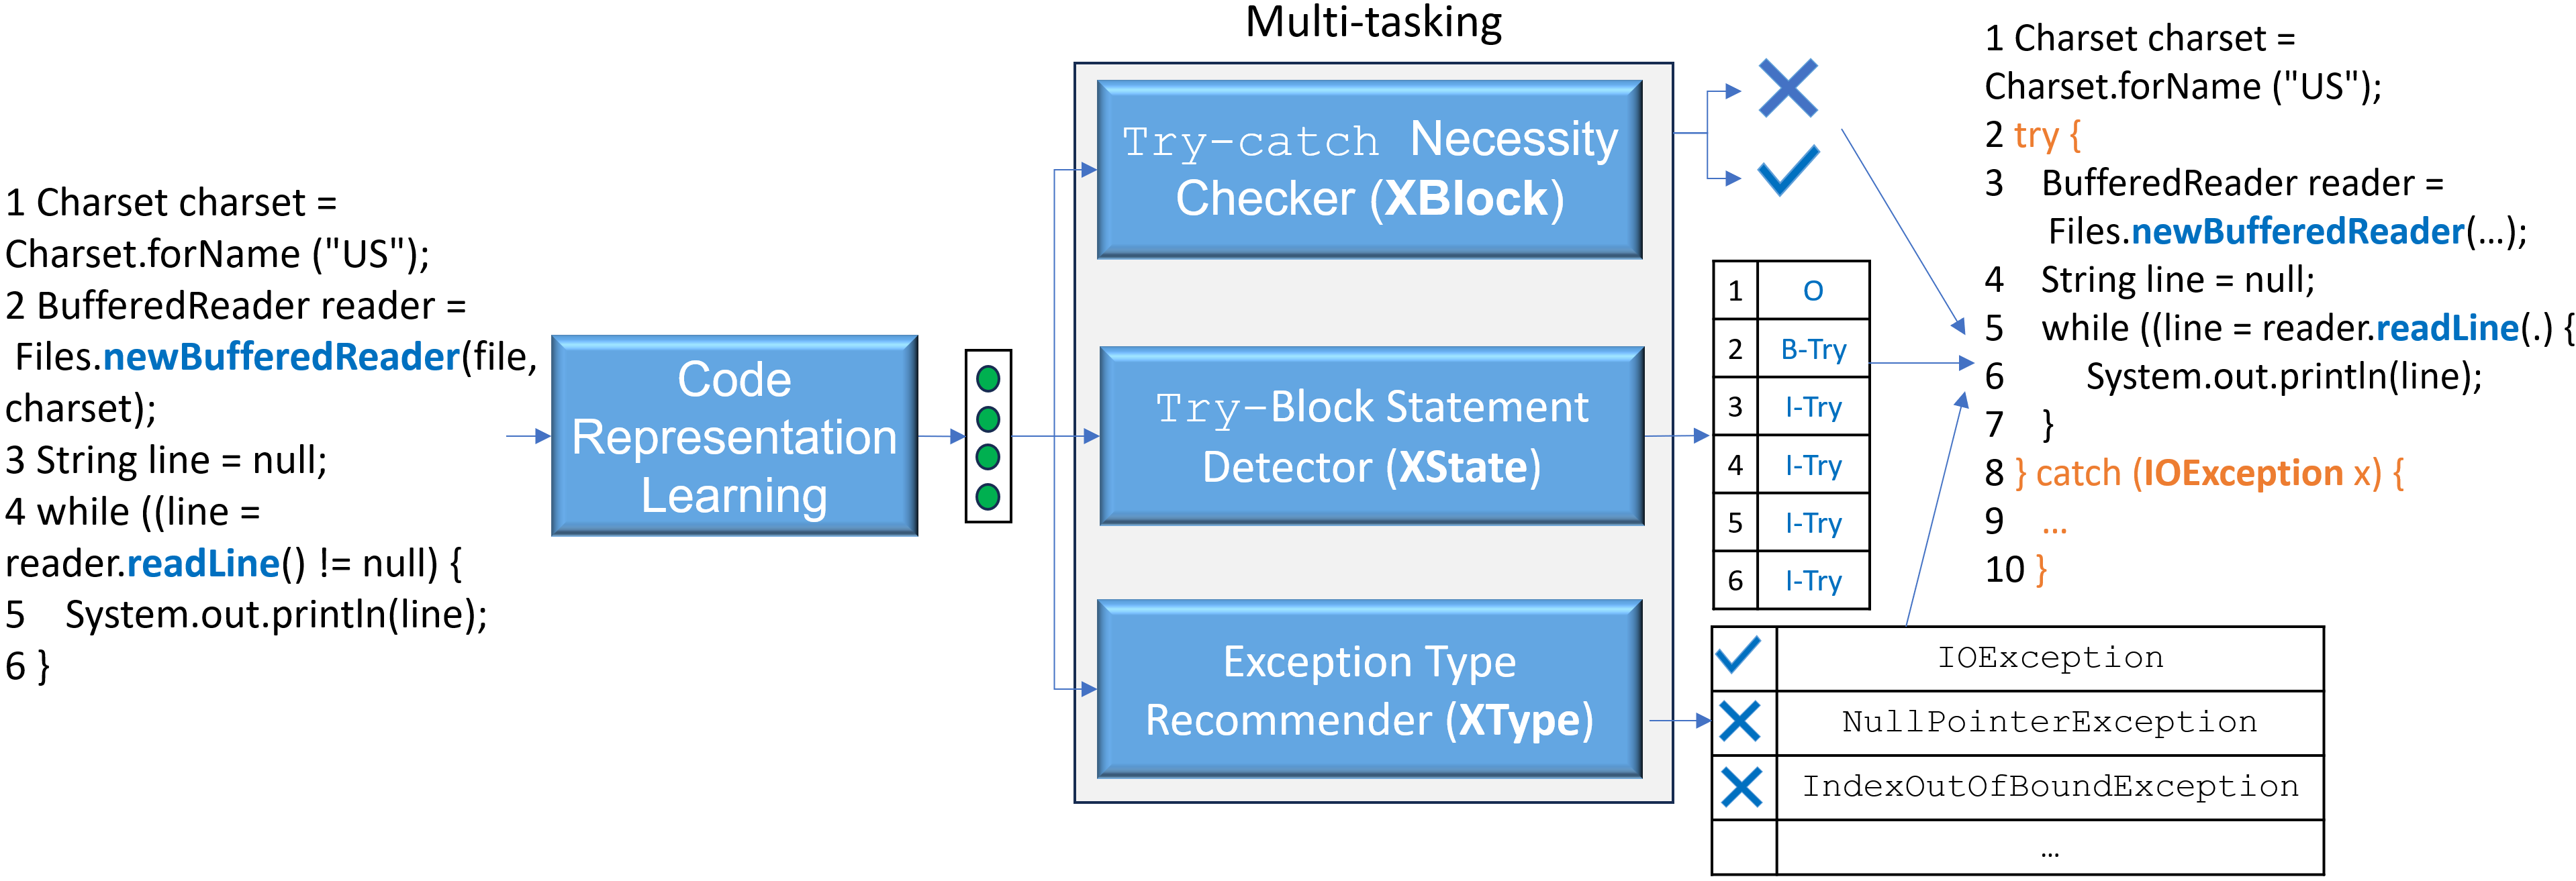 Multi-tasking
1 Charset charset =
Charset.forName ("US");
2 BufferedReader reader =
Files.newBufferedReader(file,
charset);
3 String line = null;
4 while ((line =
reader.readLine() != null) {
5 System.out.println(line);
6 }
Code
Representation
Learning
Try-catch Necessity
Checker (XBlock)
Try-Block Statement
Detector (XState)
Exception Type
Recommender (XType)
1 O
2 B-Try
3 I-Try
4 I-Try
5 I-Try
6 I-Try
IOException
NullPointerException
IndexOutOfBoundException
…
1 Charset charset =
Charset.forName ("US");
2 try {
3 BufferedReader reader =
Files.newBufferedReader(…);
4 String line = null;
5 while ((line = reader.readLine(.) {
6 System.out.println(line);
7 }
8 } catch (IOException x) {
9 …
10 }